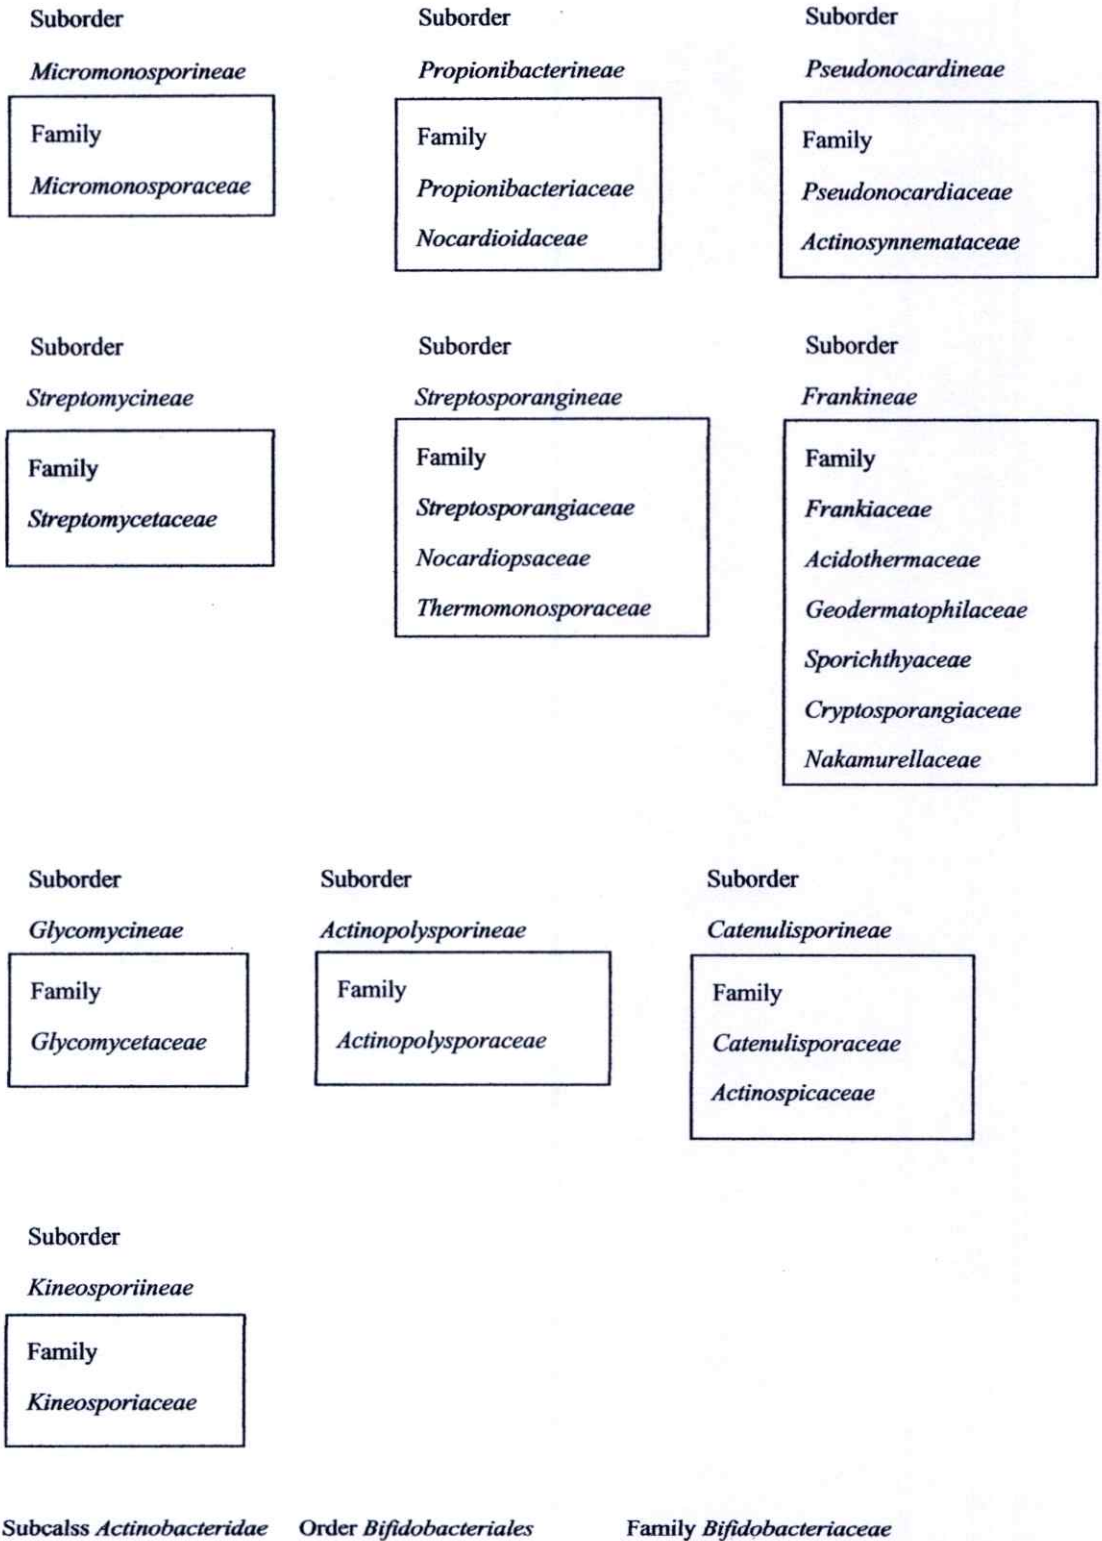 Suborder
Micromonosporineae
Family
Micromonosporaceae
Suborder
Propionibacterineae
Family
Propionibacteriaceae
Nocardioidaceae
Suborder
Pseudonocardineae
Family
Pseudonocardiaceae
Actinosynnemataceae
Suborder
Streptomycineae
Family
Streptomycetaceae
Suborder
Streptosporangineae
Family
Streptosporangiaceae
Nocardiopsaceae
Thermomonosporaceae
Suborder
Frankineae
Family
Frankiaceae
Acidothermaceae
Geodermatophilaceae
Sporichthyaceae
Cryptosporangiaceae
Nakamurellaceae
Suborder
Glycomycineae
Family
Glycomycetaceae
Suborder
Actinopolysporineae
Family
Actinopolysporaceae
Suborder
Catenulisporineae
Family
Catenulisporaceae
Actinospicaceae
Suborder
Kineosporiineae
Family
Kineosporiaceae
Subcalss Actinobacteridae Order Bifidobacteriales Family Bifidobacteriaceae